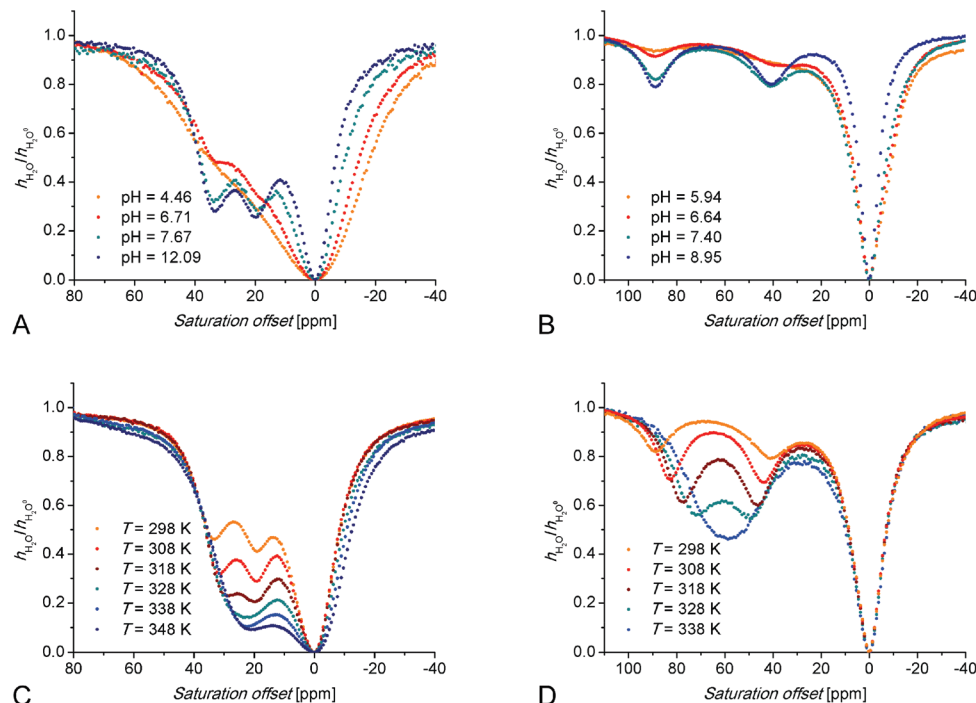 h_H₂O/h_H₂O⁰
1.0
0.8
0.6
0.4
0.2
0.0
pH = 4.46
pH = 6.71
pH = 7.67
pH = 12.09
80 60 40 20 0 -20 -40
Saturation offset [ppm]
A
h_H₂O/h_H₂O⁰
1.0
0.8
0.6
0.4
0.2
0.0
pH = 5.94
pH = 6.64
pH = 7.40
pH = 8.95
100 80 60 40 20 0 -20 -40
Saturation offset [ppm]
B
h_H₂O/h_H₂O⁰
1.0
0.8
0.6
0.4
0.2
0.0
T = 298 K
T = 308 K
T = 318 K
T = 328 K
T = 338 K
T = 348 K
80 60 40 20 0 -20 -40
Saturation offset [ppm]
C
h_H₂O/h_H₂O⁰
1.0
0.8
0.6
0.4
0.2
0.0
T = 298 K
T = 308 K
T = 318 K
T = 328 K
T = 338 K
100 80 60 40 20 0 -20 -40
Saturation offset [ppm]
D